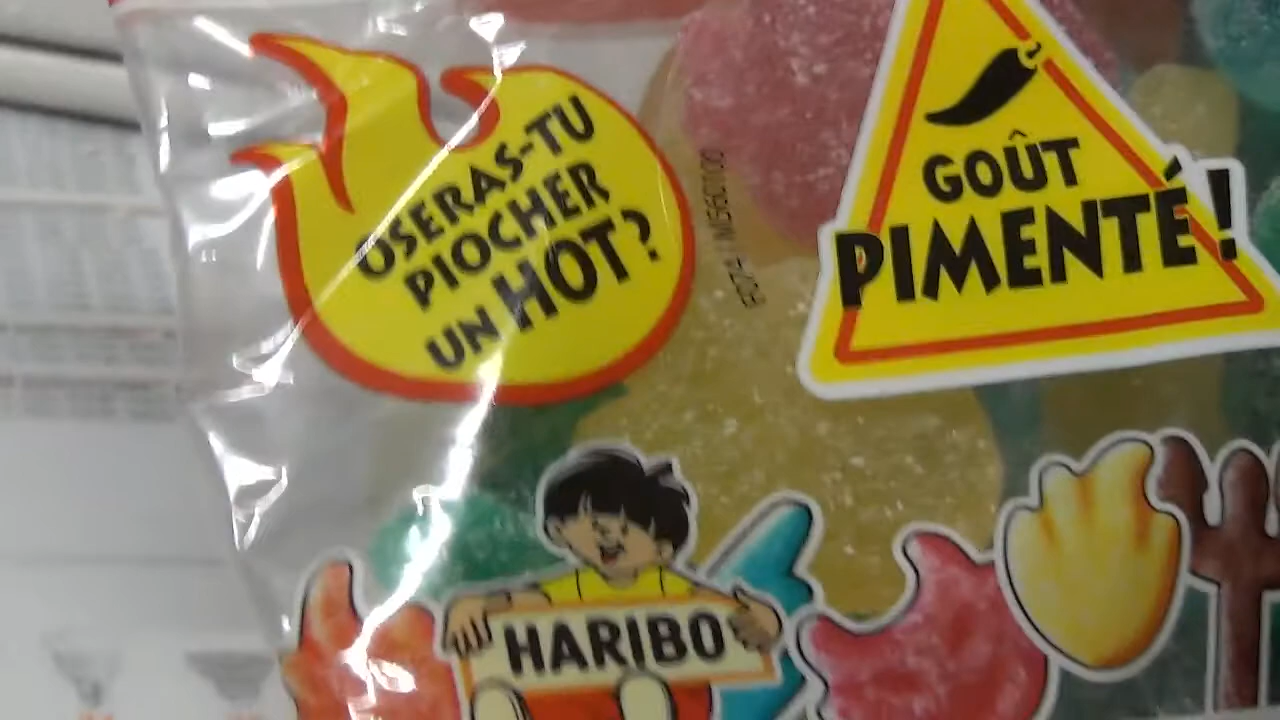 OSERAS-TU
PIOCHER
UN HOT?
GOÛT
PIMENTÉ!
HARIBO